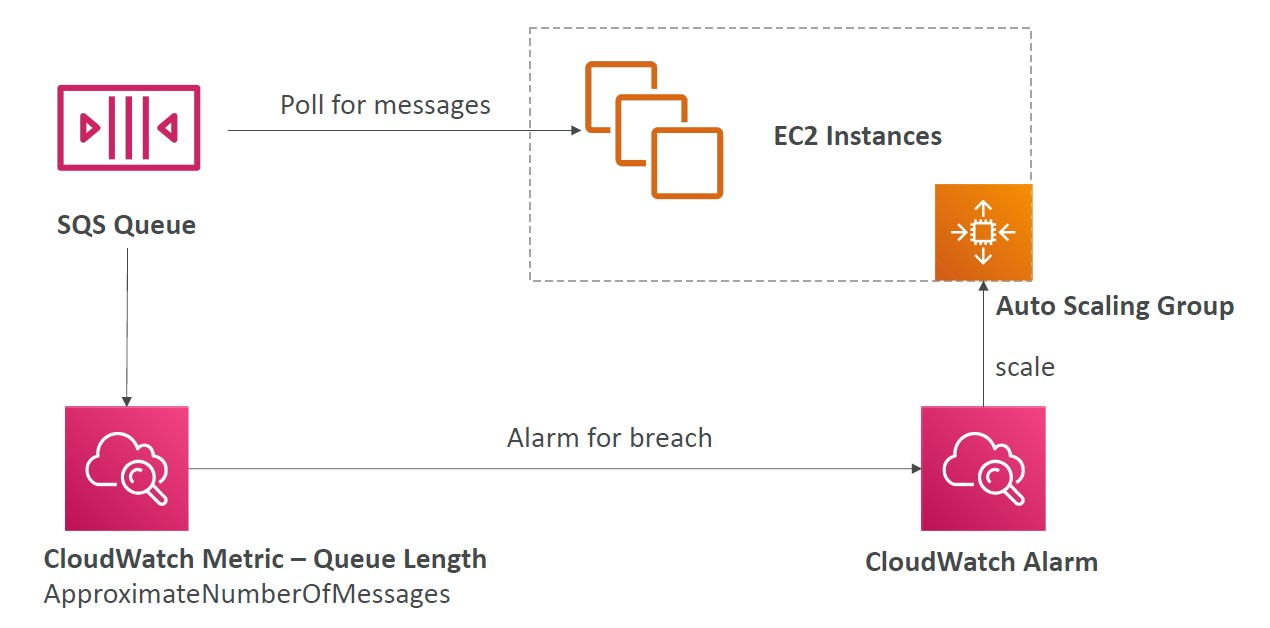 Poll for messages
EC2 Instances
SQS Queue
Auto Scaling Group
scale
Alarm for breach
CloudWatch Metric – Queue Length
ApproximateNumberOfMessages
CloudWatch Alarm